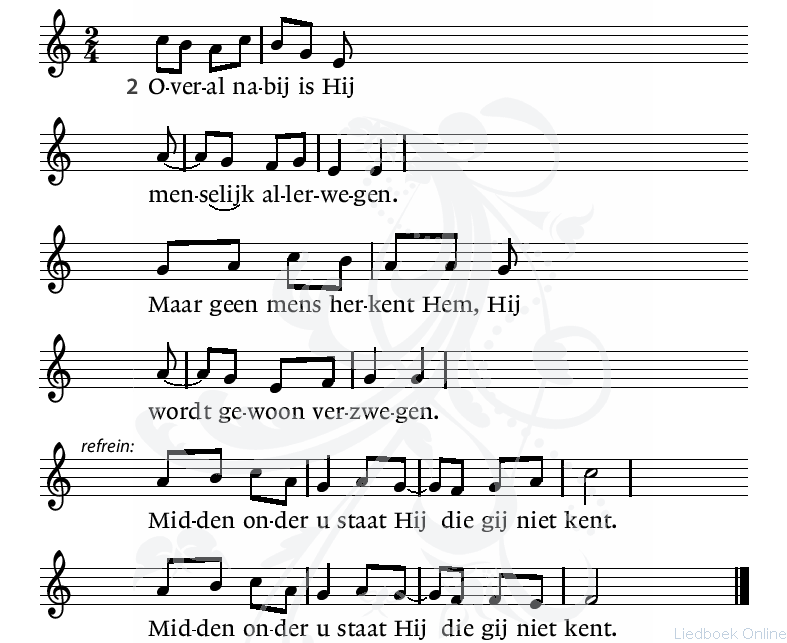 2 O-ver-al na-bij is Hij
men-selijk al-ler-we-gen.
Maar geen mens her-kent Hem, Hij
wordt ge-woon ver-zwe-gen.
refrein:
Mid-den on-der u staat Hij die gij niet kent.
Mid-den on-der u staat Hij die gij niet kent.
Liedboek Online